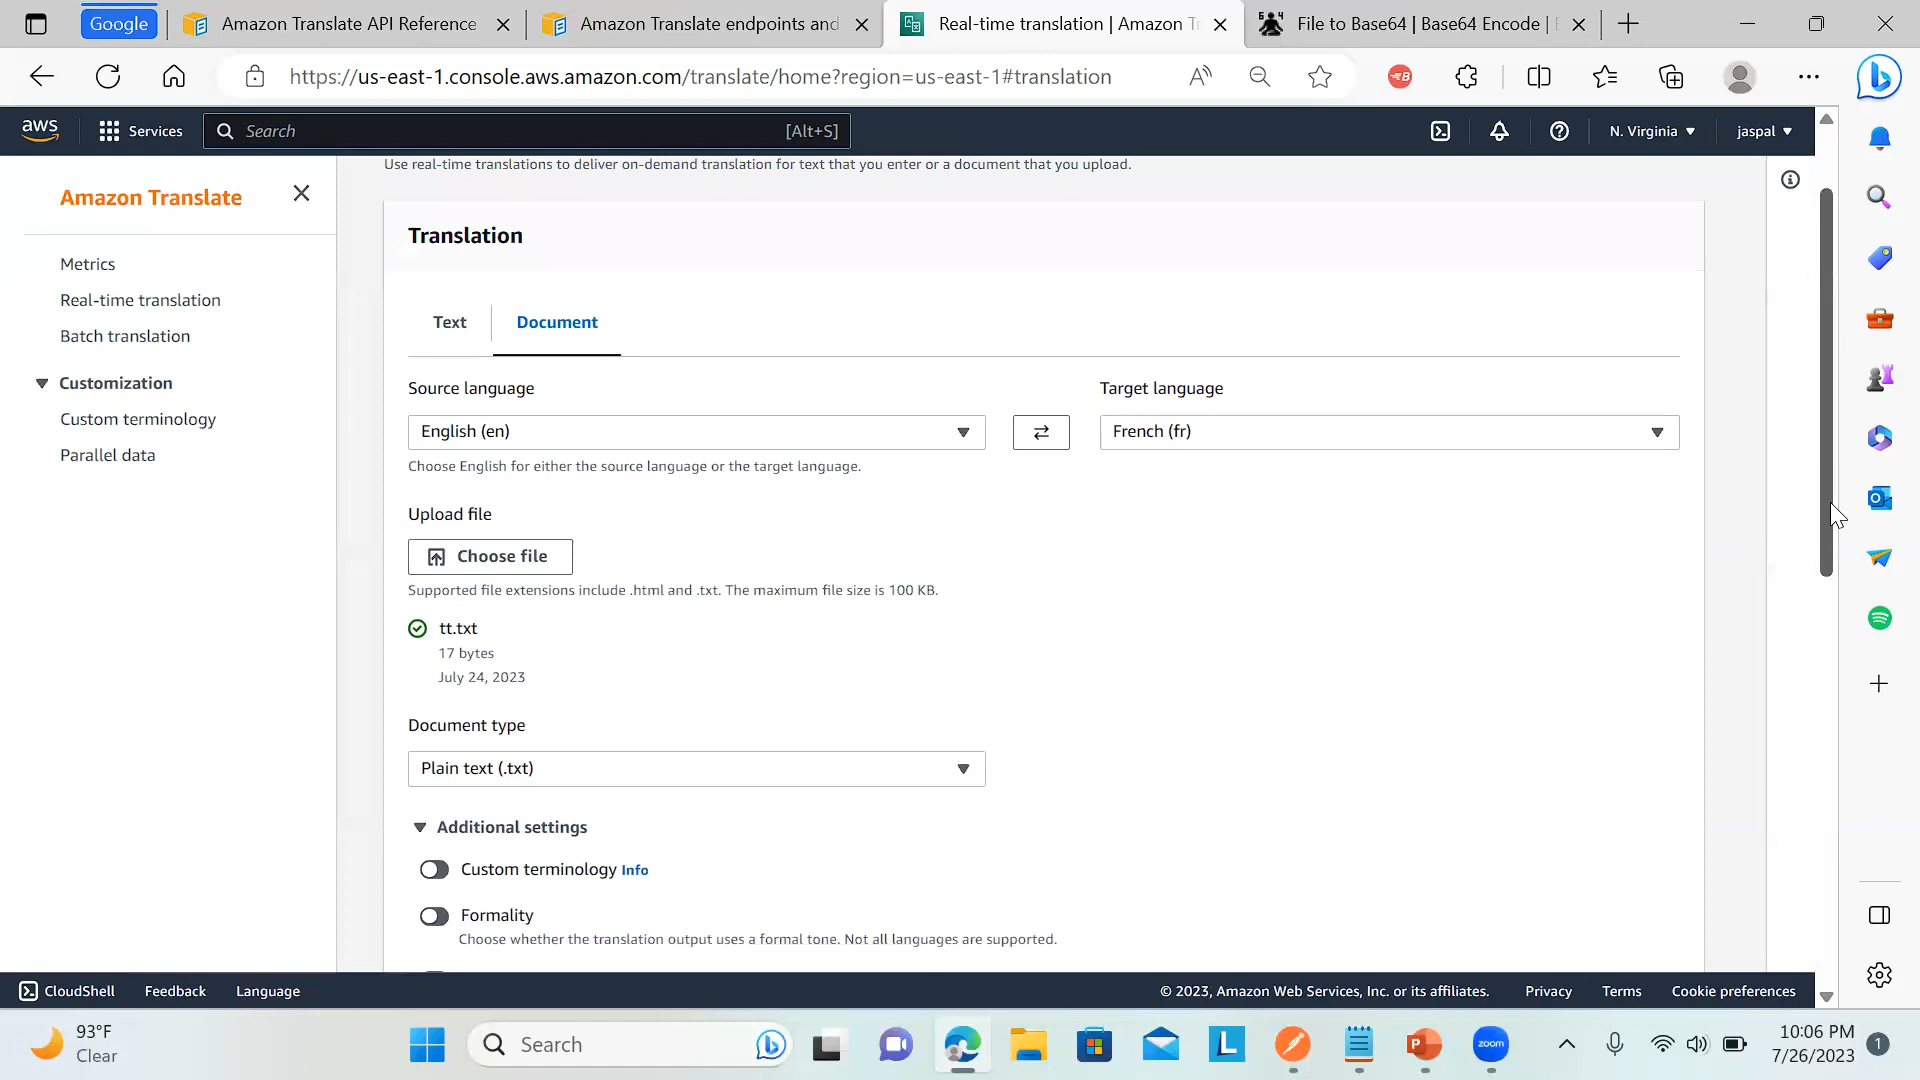 Google
Amazon Translate API Reference
Amazon Translate endpoints and
Real-time translation | Amazon Tr
File to Base64 | Base64 Encode |
https://us-east-1.console.aws.amazon.com/translate/home?region=us-east-1#translation
aws
Services
Search
[Alt+S]
N. Virginia
jaspal
Use real-time translations to deliver on-demand translation for text that you enter or a document that you upload.
Amazon Translate
Metrics
Real-time translation
Batch translation
Customization
Custom terminology
Parallel data
Translation
Text
Document
Source language
Target language
English (en)
French (fr)
Choose English for either the source language or the target language.
Upload file
Choose file
Supported file extensions include .html and .txt. The maximum file size is 100 KB.
tt.txt
17 bytes
July 24, 2023
Document type
Plain text (.txt)
Additional settings
Custom terminology Info
Formality
Choose whether the translation output uses a formal tone. Not all languages are supported.
CloudShell
Feedback
Language
© 2023, Amazon Web Services, Inc. or its affiliates.
Privacy
Terms
Cookie preferences
93°F
Clear
Search
L
P
zoom
10:06 PM
7/26/2023
1